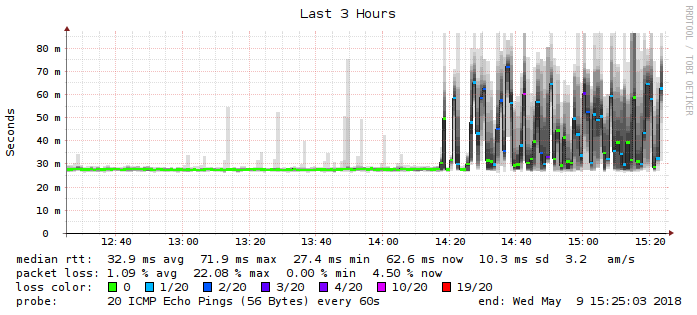 Last 3 Hours
RRDTOOL / TOBI OETIKER
Seconds
80 m
70 m
60 m
50 m
40 m
30 m
20 m
10 m
0
12:40 13:00 13:20 13:40 14:00 14:20 14:40 15:00 15:20
median rtt: 32.9 ms avg 71.9 ms max 27.4 ms min 62.6 ms now 10.3 ms sd 3.2 am/s
packet loss: 1.09 % avg 22.08 % max 0.00 % min 4.50 % now
loss color: 0 1/20 2/20 3/20 4/20 10/20 19/20
probe: 20 ICMP Echo Pings (56 Bytes) every 60s end: Wed May 9 15:25:03 2018